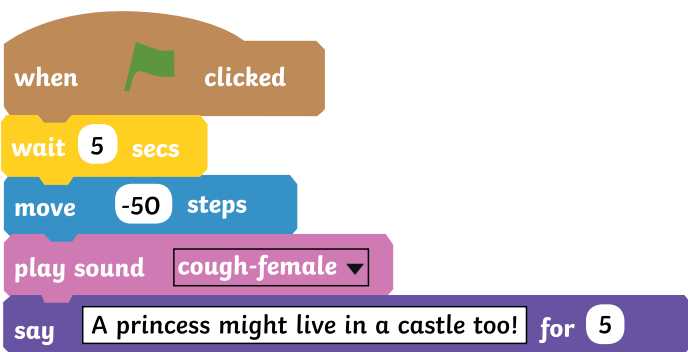 when clicked
wait 5 secs
move -50 steps
play sound cough-female
say A princess might live in a castle too! for 5